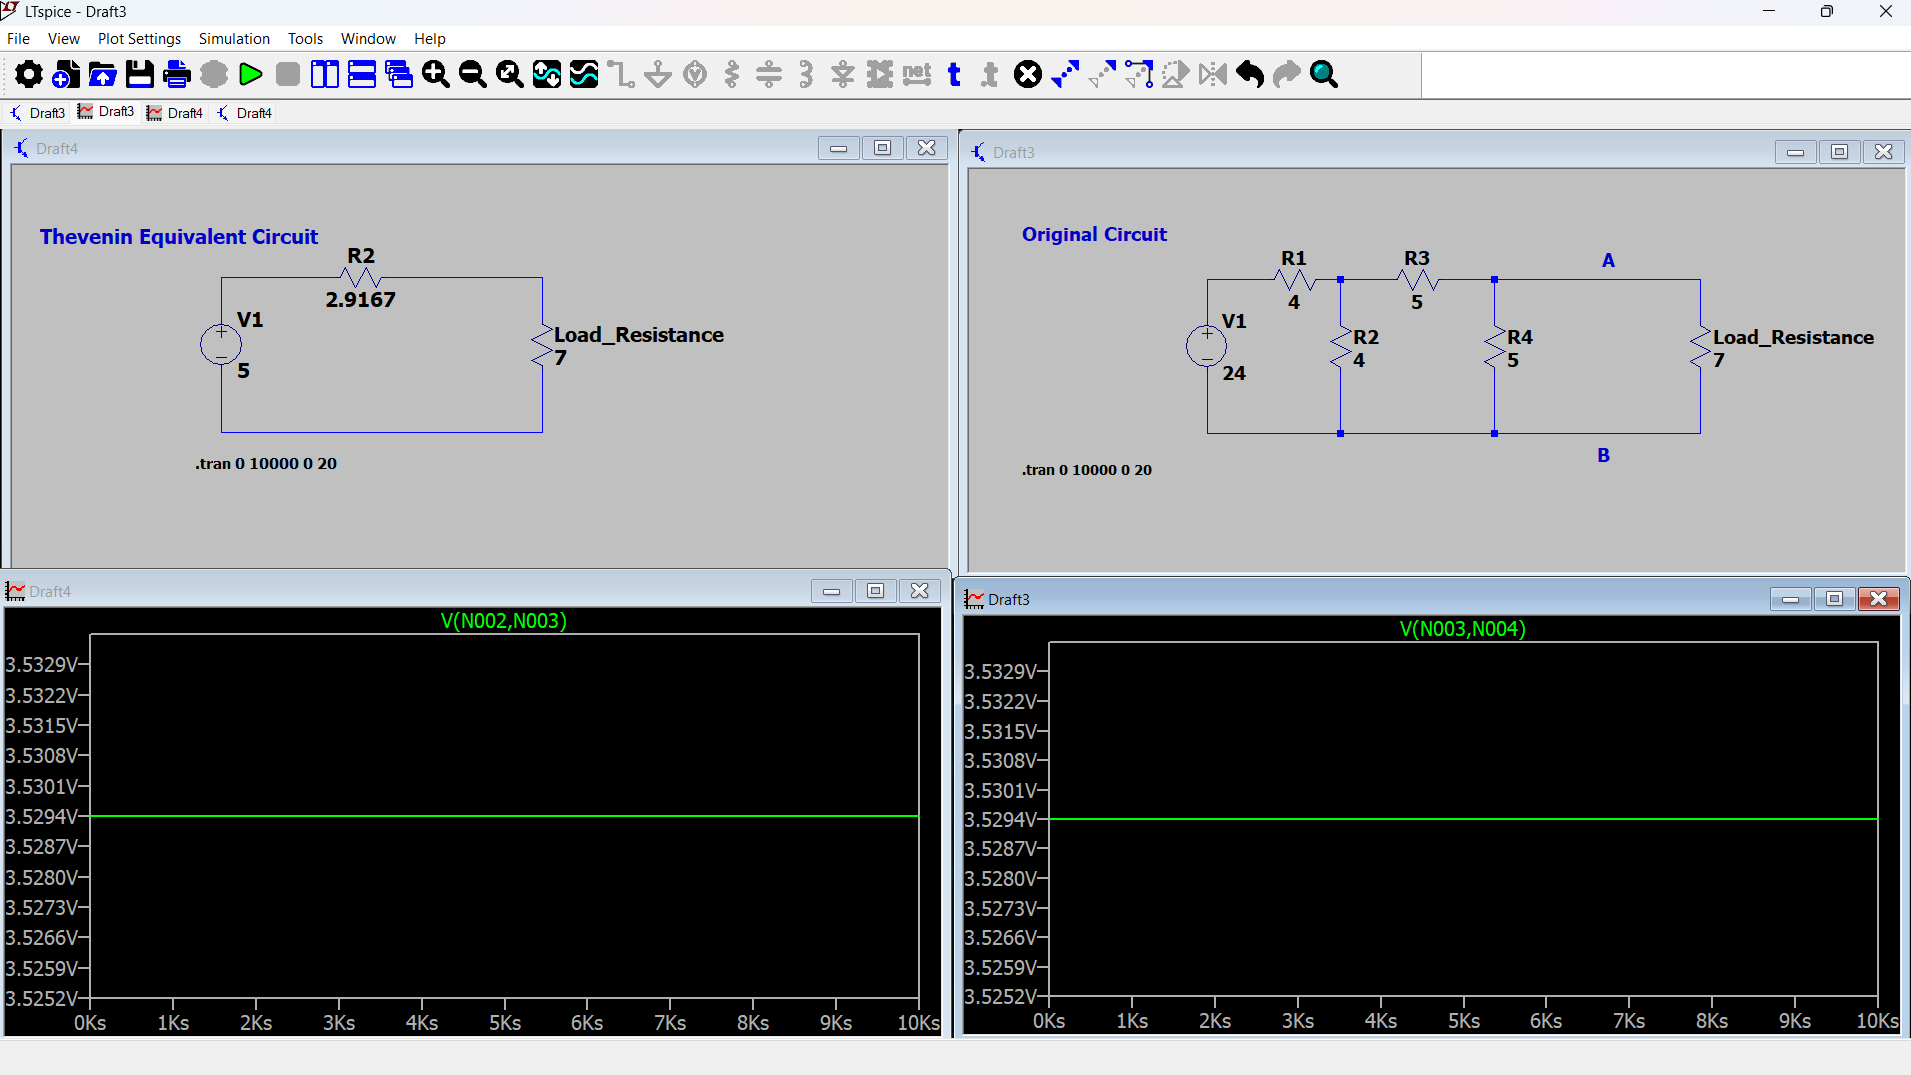 LTspice - Draft3
File View Plot Settings Simulation Tools Window Help
net t .t
Draft3 Draft3 Draft4 Draft4
Draft4
Thevenin Equivalent Circuit
R2
2.9167
V1
5
Load_Resistance
7
.tran 0 10000 0 20
Draft3
Original Circuit
R1
4
R3
5
A
V1
24
R2
4
R4
5
Load_Resistance
7
B
.tran 0 10000 0 20
Draft4
V(N002,N003)
3.5329V
3.5322V
3.5315V
3.5308V
3.5301V
3.5294V
3.5287V
3.5280V
3.5273V
3.5266V
3.5259V
3.5252V
0Ks 1Ks 2Ks 3Ks 4Ks 5Ks 6Ks 7Ks 8Ks 9Ks 10Ks
Draft3
V(N003,N004)
3.5329V
3.5322V
3.5315V
3.5308V
3.5301V
3.5294V
3.5287V
3.5280V
3.5273V
3.5266V
3.5259V
3.5252V
0Ks 1Ks 2Ks 3Ks 4Ks 5Ks 6Ks 7Ks 8Ks 9Ks 10Ks